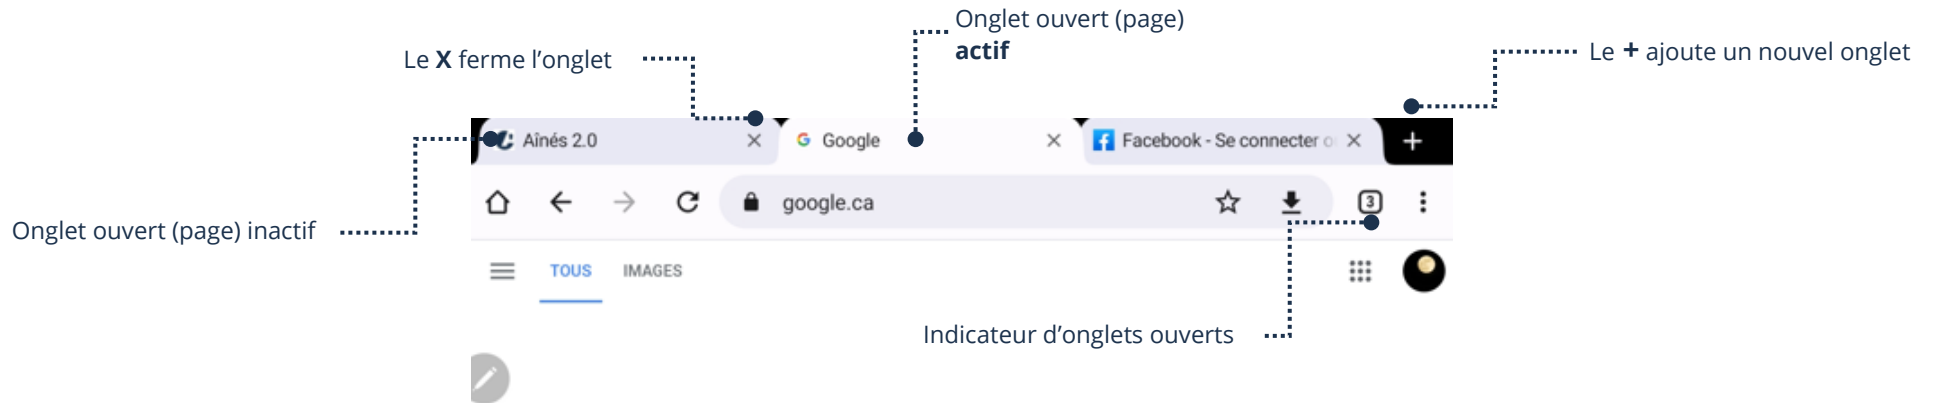 Onglet ouvert (page)
actif
Le X ferme l'onglet
Le + ajoute un nouvel onglet
Aînés 2.0
Google
Facebook - Se connecter
google.ca
3
Onglet ouvert (page) inactif
TOUS
IMAGES
Indicateur d'onglets ouverts